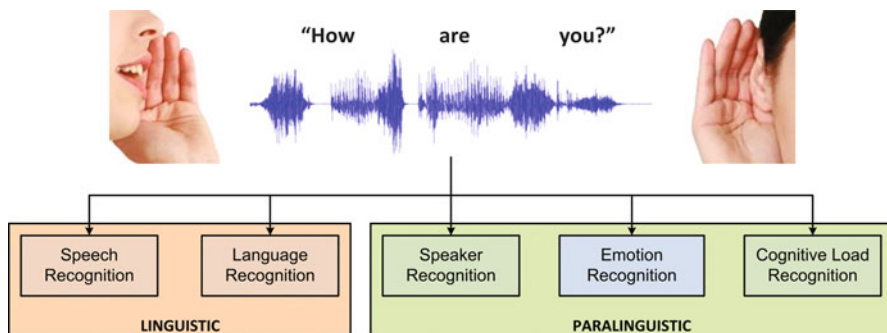 “How are you?”
Speech
Recognition
Language
Recognition
Speaker
Recognition
Emotion
Recognition
Cognitive Load
Recognition
LINGUISTIC
PARALINGUISTIC